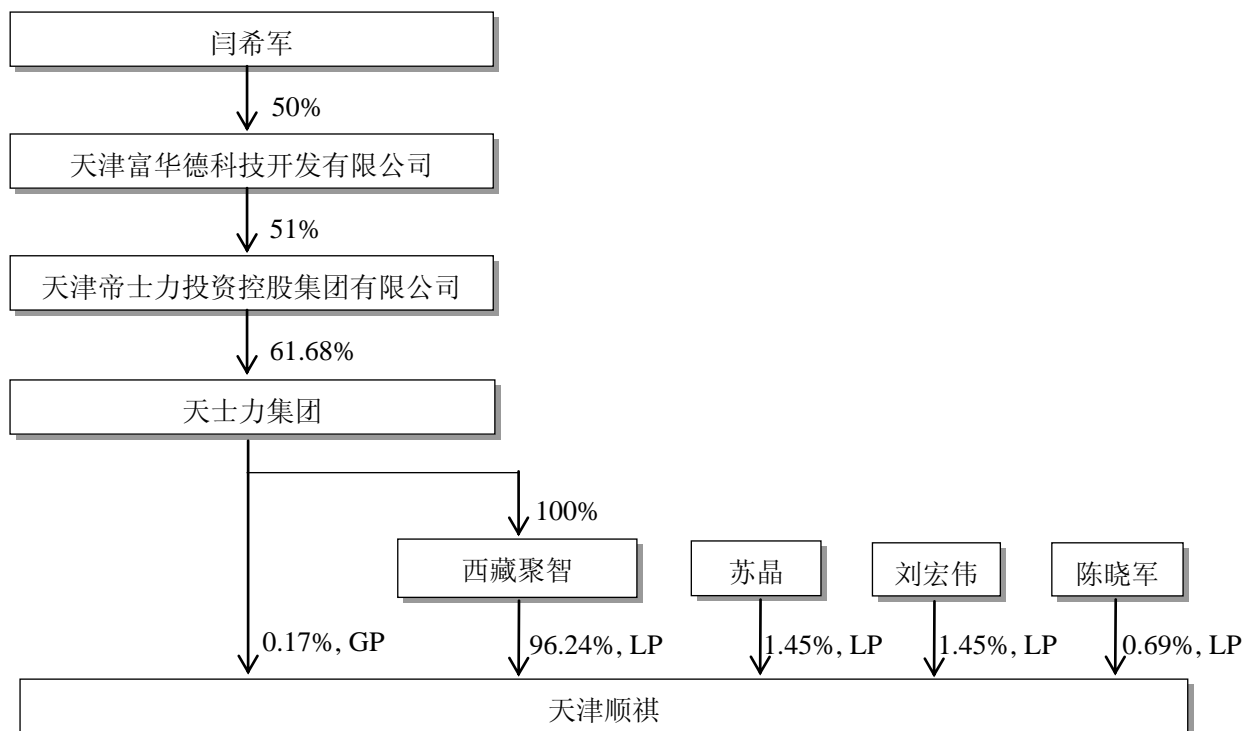 闫希军
50%
天津富华德科技开发有限公司
51%
天津帝士力投资控股集团有限公司
61.68%
天士力集团
100%
西藏聚智
苏晶
刘宏伟
陈晓军
0.17%, GP
96.24%, LP
1.45%, LP
1.45%, LP
0.69%, LP
天津顺祺